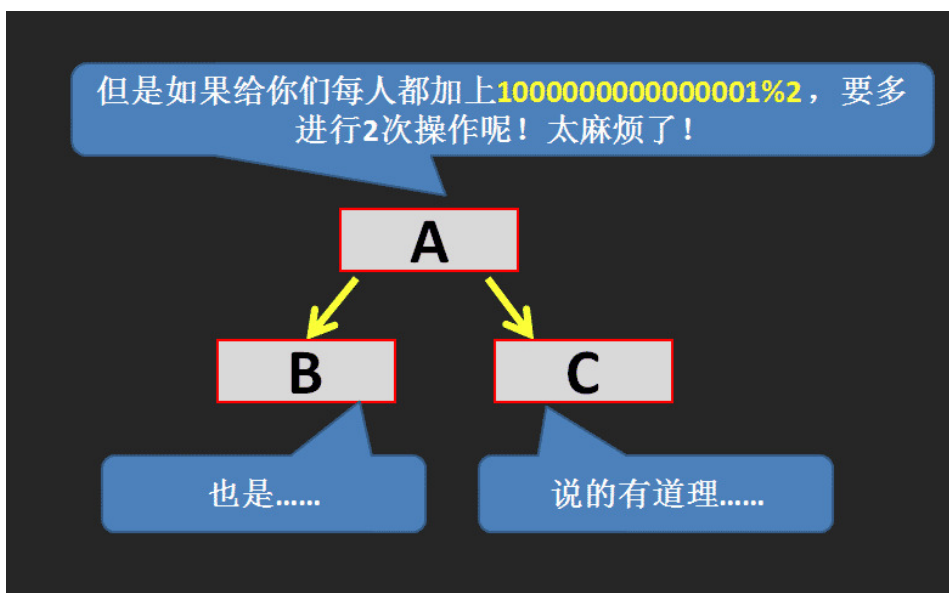 但是如果给你们每人都加上1000000000000001%2，要多
进行2次操作呢！太麻烦了！
A
B
C
也是……
说的有道理……